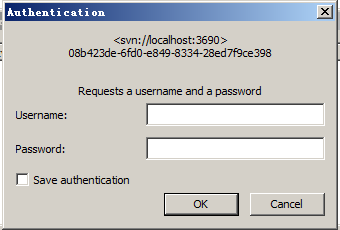 Authentication
<svn://localhost:3690>
08b423de-6fd0-e849-8334-28ed7f9ce398
Requests a username and a password
Username:
Password:
Save authentication
OK
Cancel